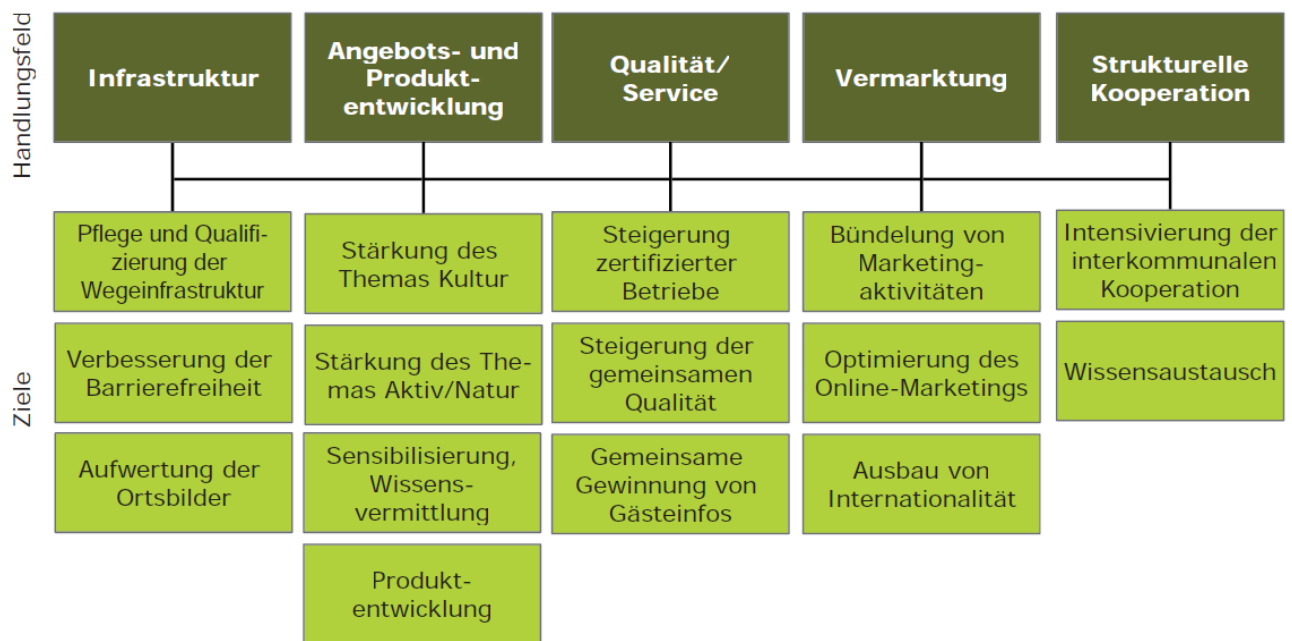 Handlungsfeld
Infrastruktur
Angebots- und
Produkt-
entwicklung
Qualität/
Service
Vermarktung
Strukturelle
Kooperation
Ziele
Pflege und Qualifi-
zierung der
Wegeinfrastruktur
Verbesserung der
Barrierefreiheit
Aufwertung der
Ortsbilder
Stärkung des
Themas Kultur
Stärkung des The-
mas Aktiv/Natur
Sensibilisierung,
Wissens-
vermittlung
Produkt-
entwicklung
Steigerung
zertifizierter
Betriebe
Steigerung der
gemeinsamen
Qualität
Gemeinsame
Gewinnung von
Gästeinfos
Bündelung von
Marketing-
aktivitäten
Optimierung des
Online-Marketings
Ausbau von
Internationalität
Intensivierung der
interkommunalen
Kooperation
Wissensaustausch